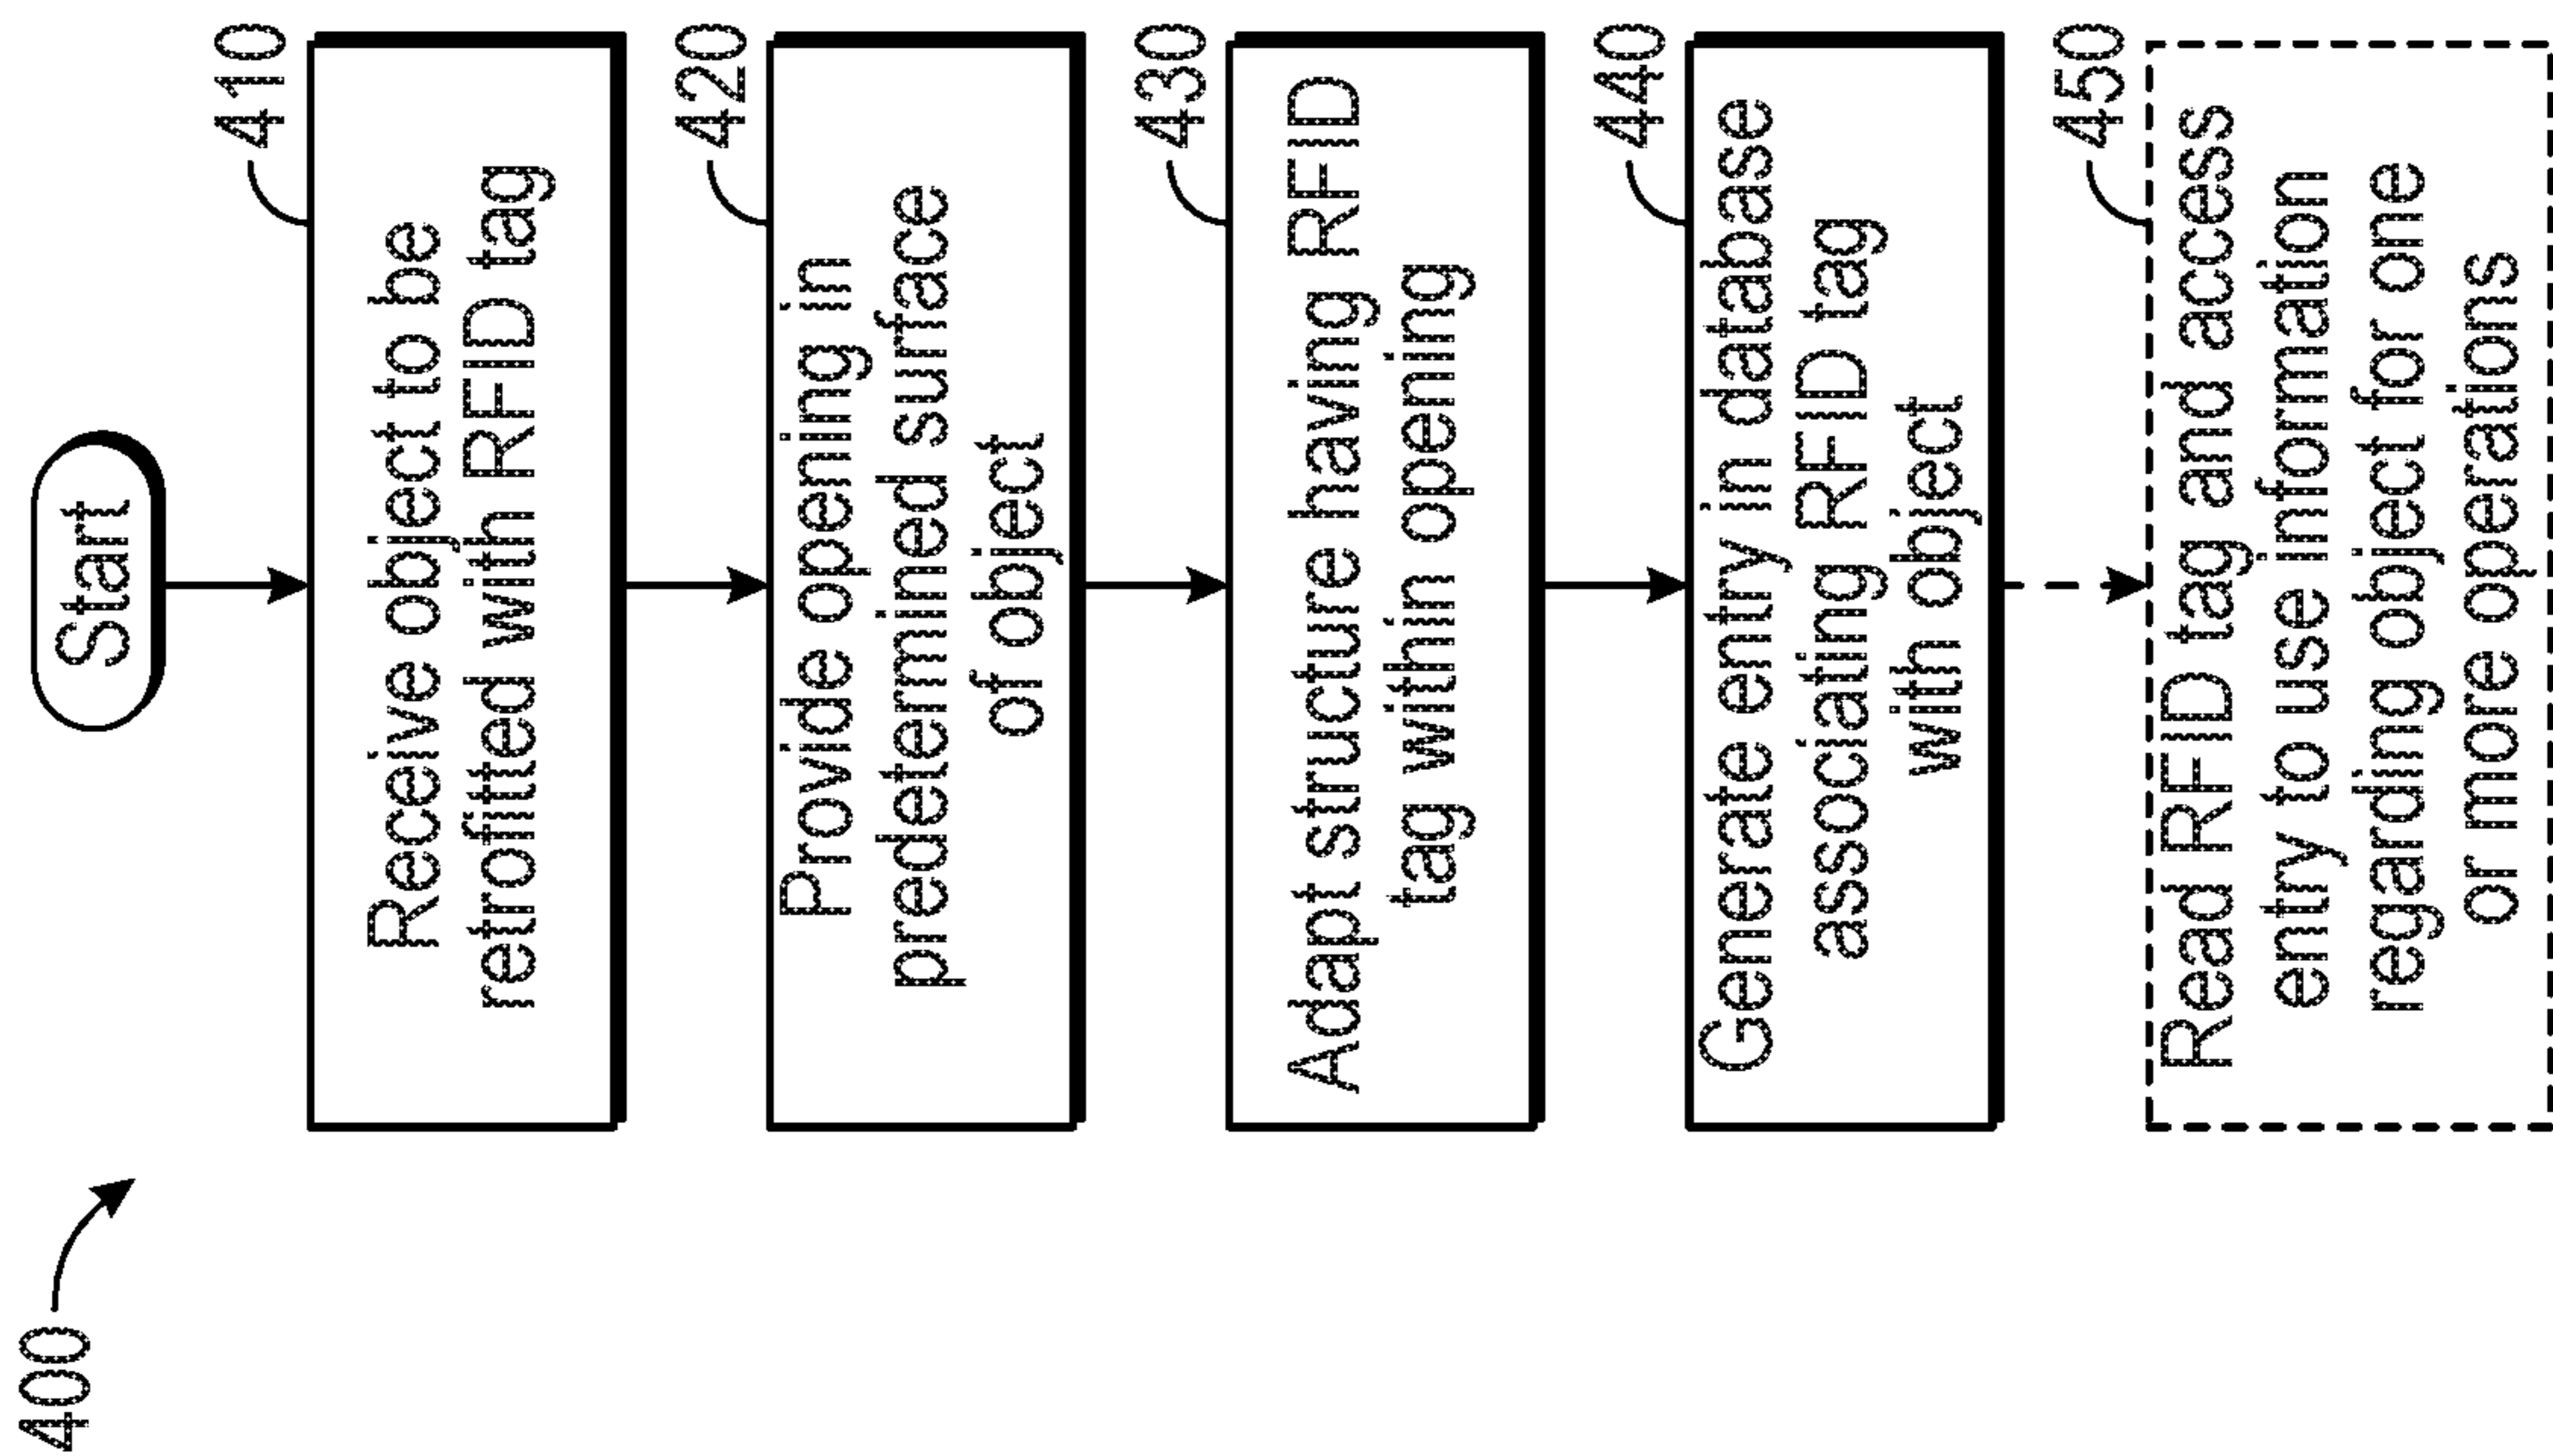 400
Start
410
Receive object to be
retrofitted with RFID tag
420
Provide opening in
predetermined surface
of object
430
Adapt structure having RFID
tag within opening
440
Generate entry in database
associating RFID tag
with object
450
Read RFID tag and access
entry to use information
regarding object for one
or more operations